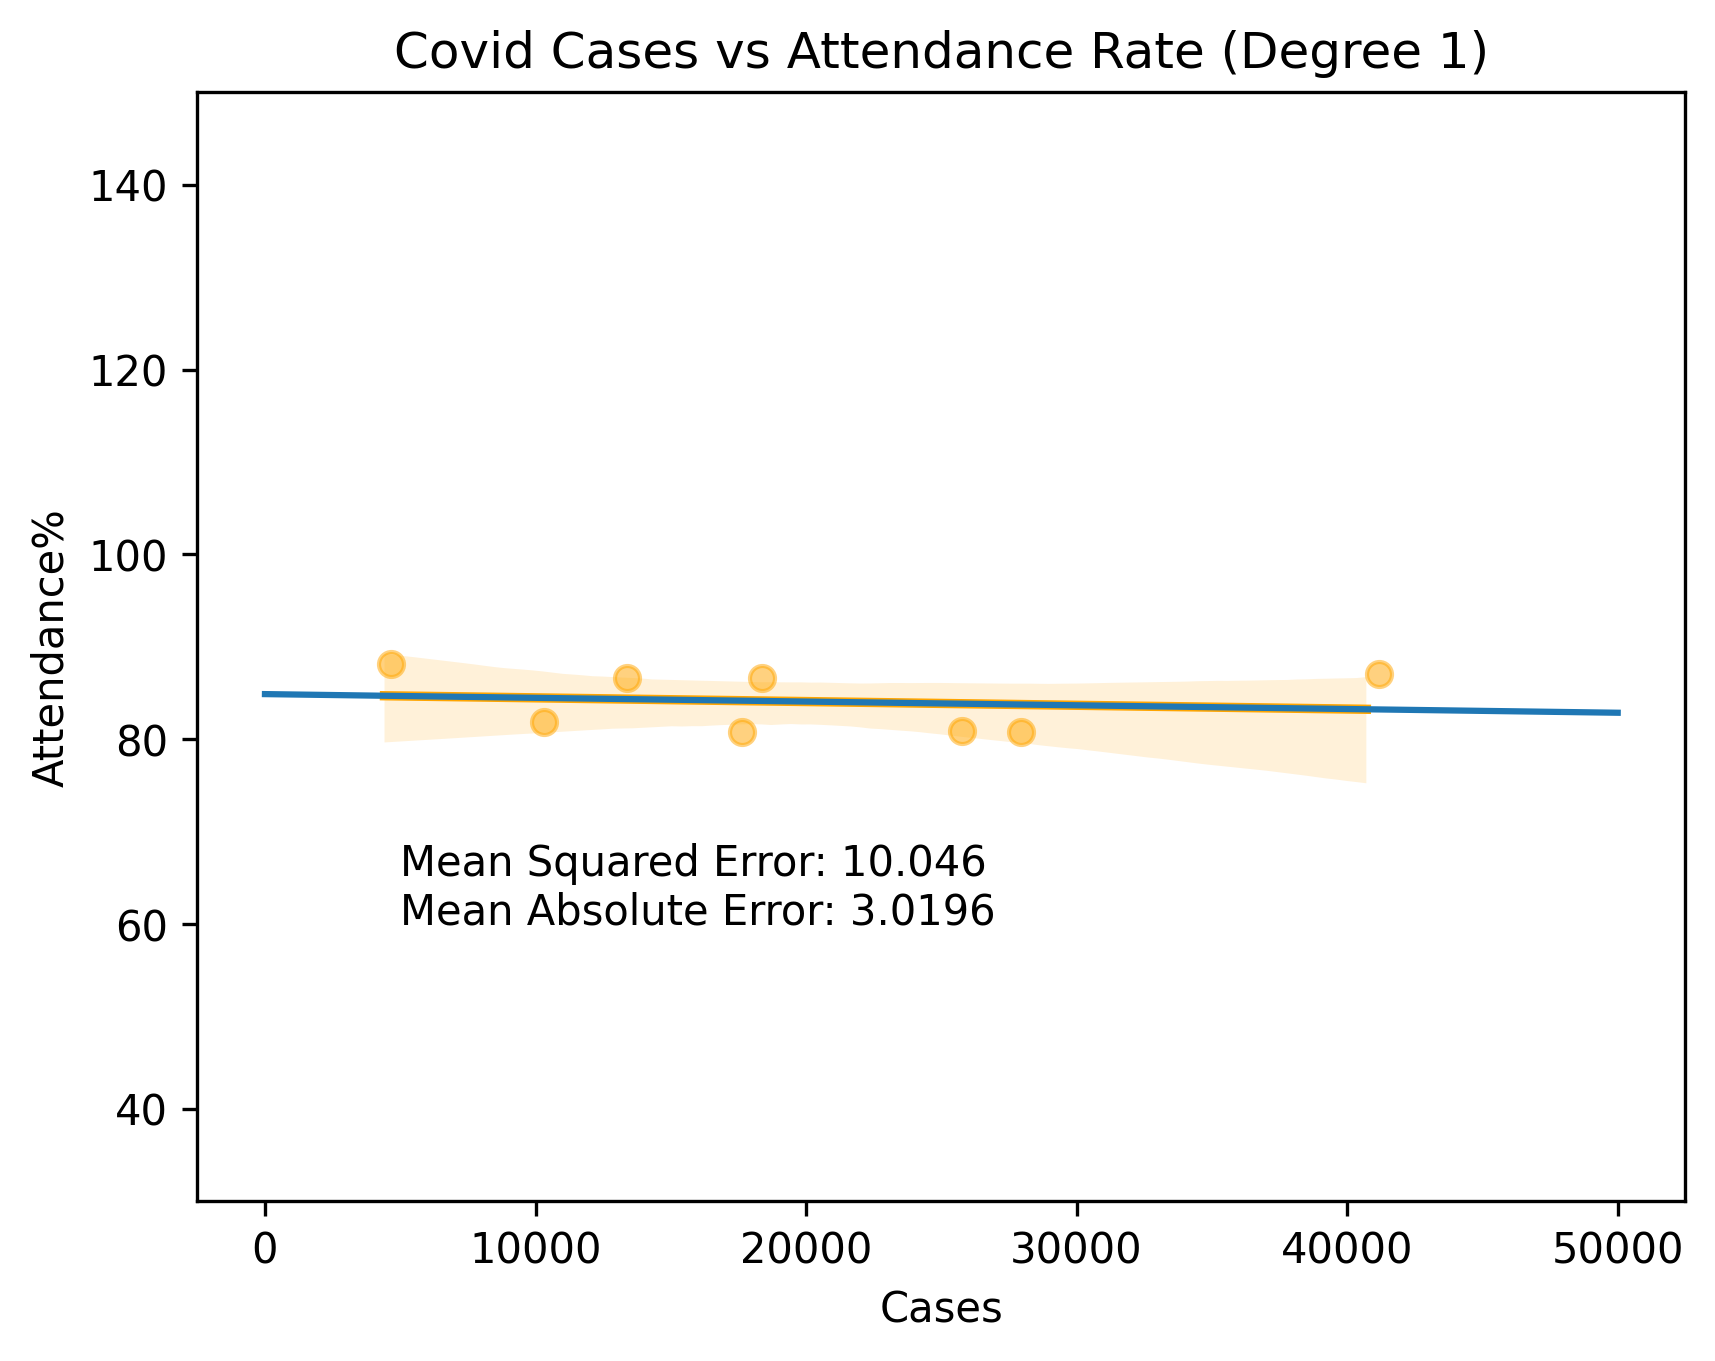 Covid Cases vs Attendance Rate (Degree 1)
140
120
100
80
60
40
Attendance%
Mean Squared Error: 10.046
Mean Absolute Error: 3.0196
0 10000 20000 30000 40000 50000
Cases